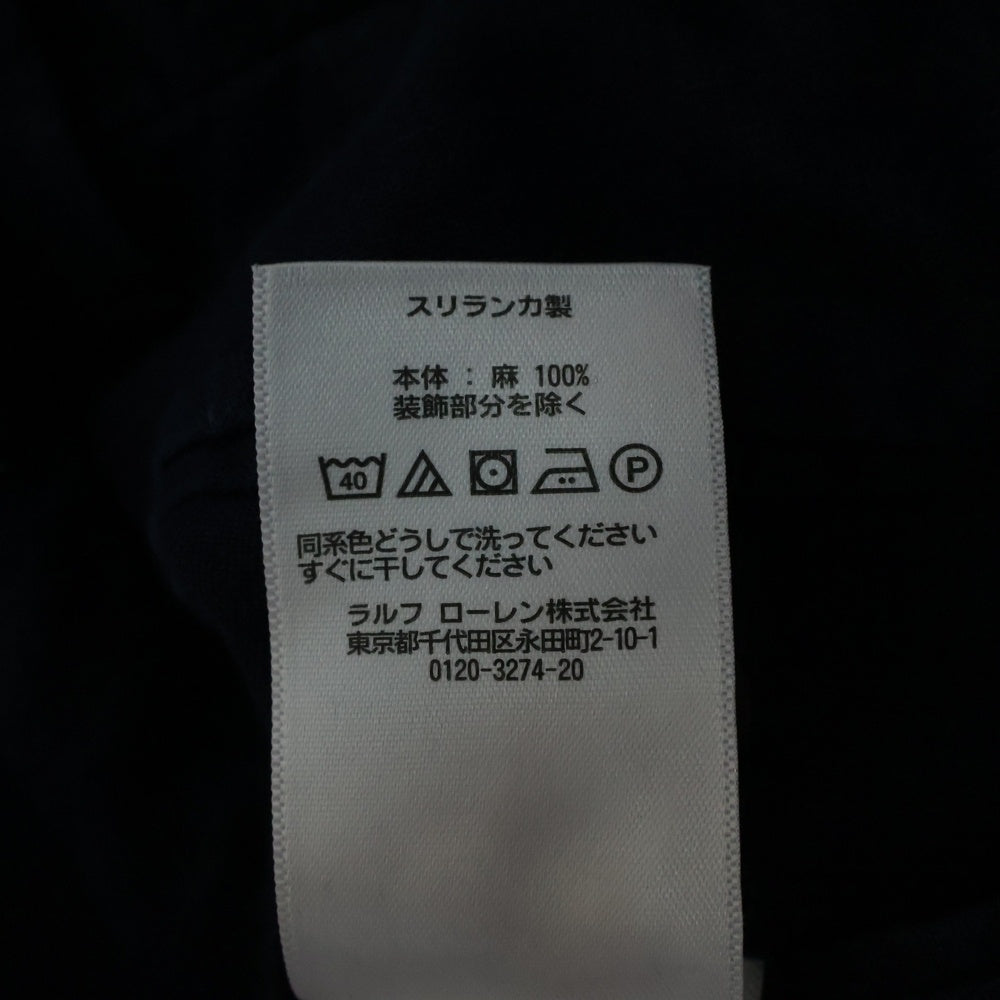 スリランカ製
本体 : 麻 100%
装飾部分を除く
40 P
同系色どうしで洗ってください
すぐに干してください
ラルフ ローレン株式会社
東京都千代田区永田町2-10-1
0120-3274-20